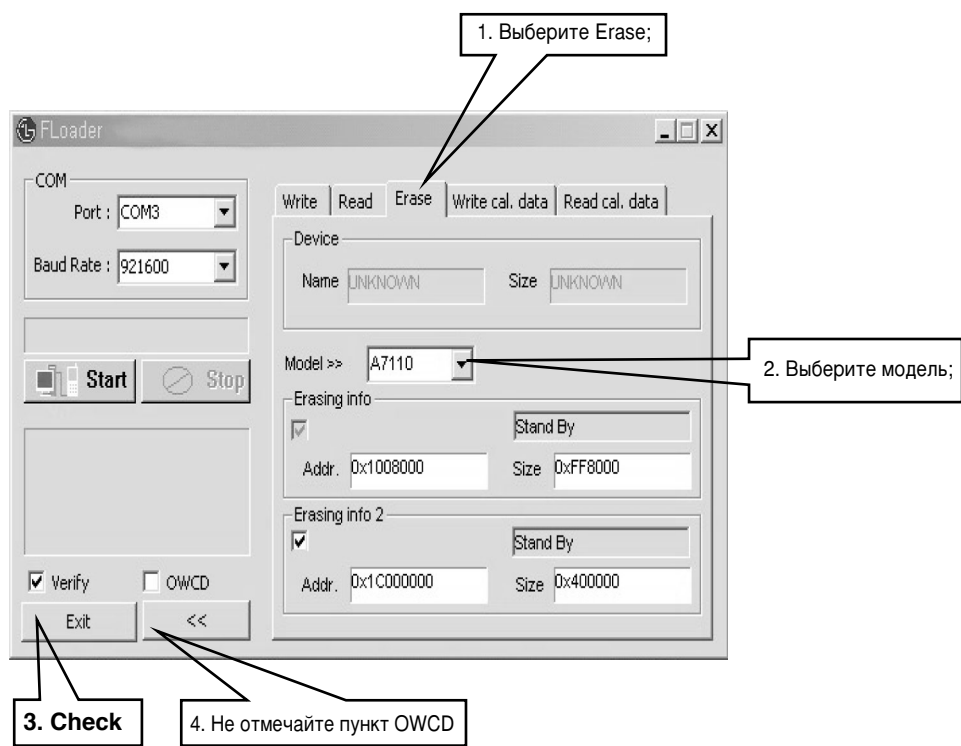 1. Выберите Erase;
FLoader
COM
Port : COM3
Baud Rate : 921600
Start Stop
Verify OWCD
Exit <<
Write Read Erase Write cal. data Read cal. data
Device
Name UNKNOWN Size UNKNOWN
Model >> A7110
2. Выберите модель;
Erasing info
Stand By
Addr. 0x1008000 Size 0xFF8000
Erasing info 2
Stand By
Addr. 0x1C000000 Size 0x400000
3. Check
4. Не отмечайте пункт OWCD